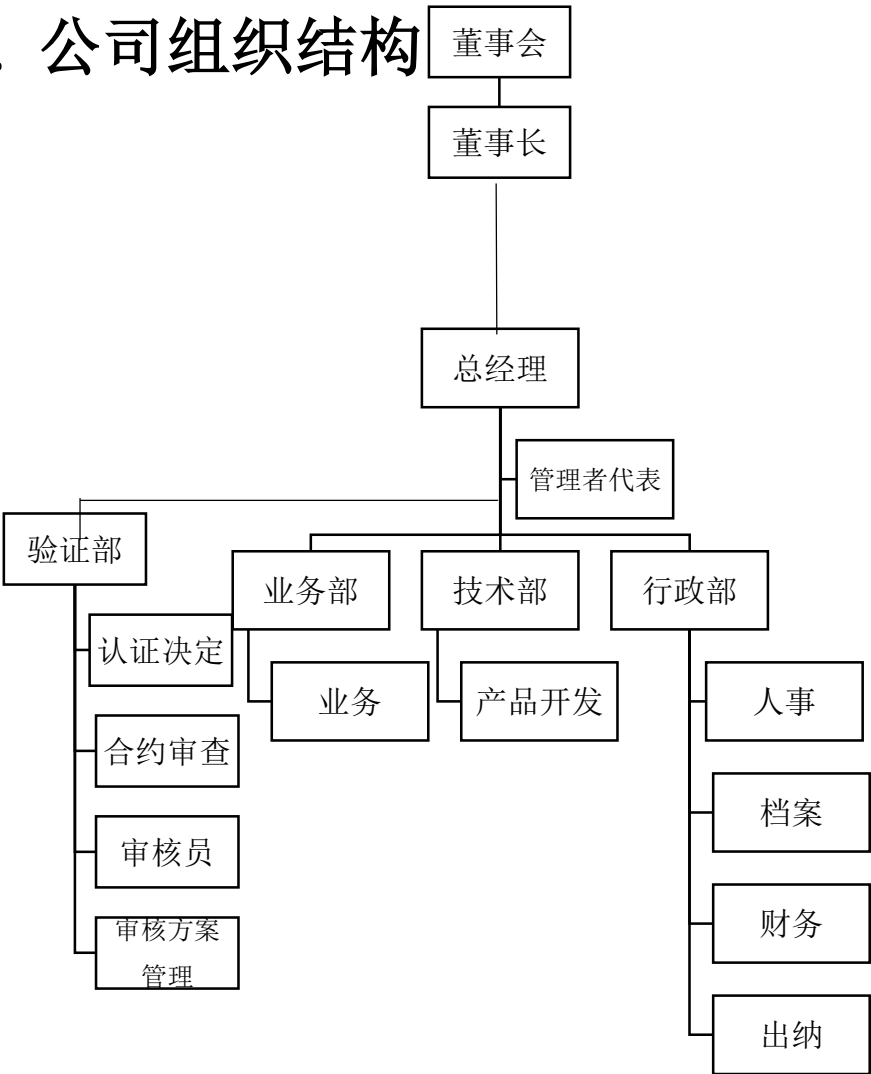 公司组织结构
董事会
董事长
总经理
管理者代表
验证部
业务部
技术部
行政部
认证决定
业务
产品开发
人事
合约审查
档案
审核员
财务
审核方案
管理
出纳